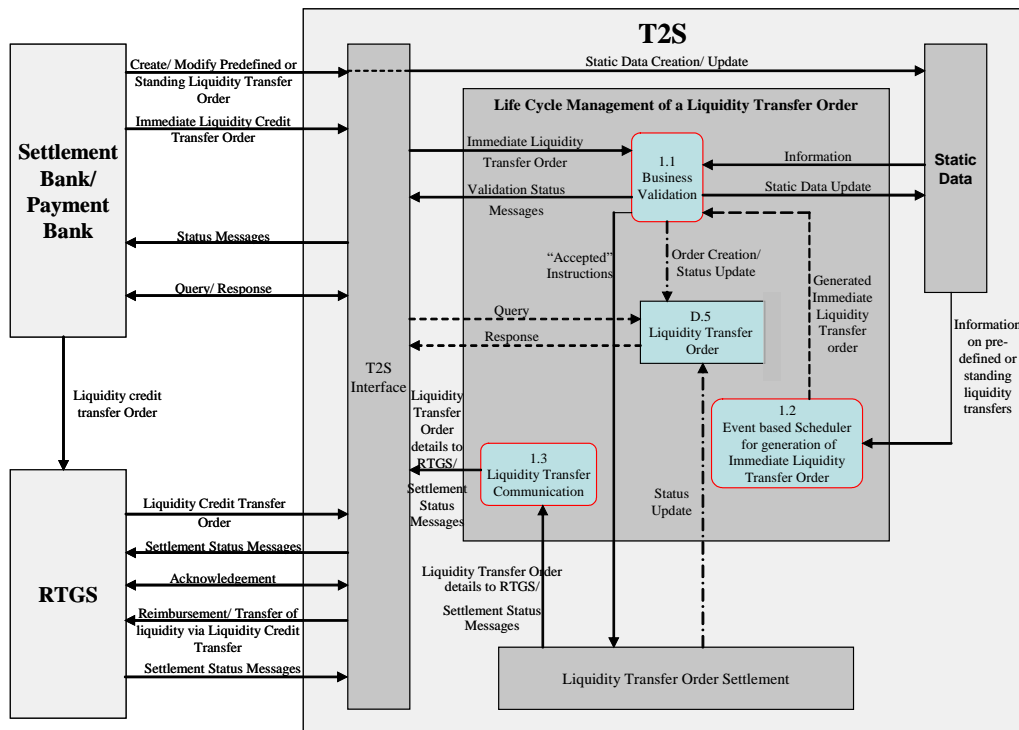 T2S
Create/ Modify Predefined or
Standing Liquidity Transfer
Order
Immediate Liquidity Credit
Transfer Order
Settlement
Bank/
Payment
Bank
Status Messages
Query/ Response
Liquidity credit
transfer Order
RTGS
Liquidity Credit Transfer
Order
Settlement Status Messages
Acknowledgement
Reimbursement/ Transfer of
liquidity via Liquidity Credit
Transfer
Settlement Status Messages
T2S
Interface
Static Data Creation/ Update
Life Cycle Management of a Liquidity Transfer Order
Immediate Liquidity
Transfer Order
Validation Status
Messages
1.1
Business
Validation
Information
Static Data Update
Static
Data
“Accepted”
Instructions
Order Creation/
Status Update
Generated
Immediate
Liquidity
Transfer
order
Query
Response
D.5
Liquidity Transfer
Order
Information
on pre-
defined or
standing
liquidity
transfers
Liquidity
Transfer
Order
details to
RTGS/
Settlement
Status
Messages
1.3
Liquidity Transfer
Communication
1.2
Event based Scheduler
for generation of
Immediate Liquidity
Transfer Order
Status
Update
Liquidity Transfer Order
details to RTGS/
Settlement Status
Messages
Liquidity Transfer Order Settlement